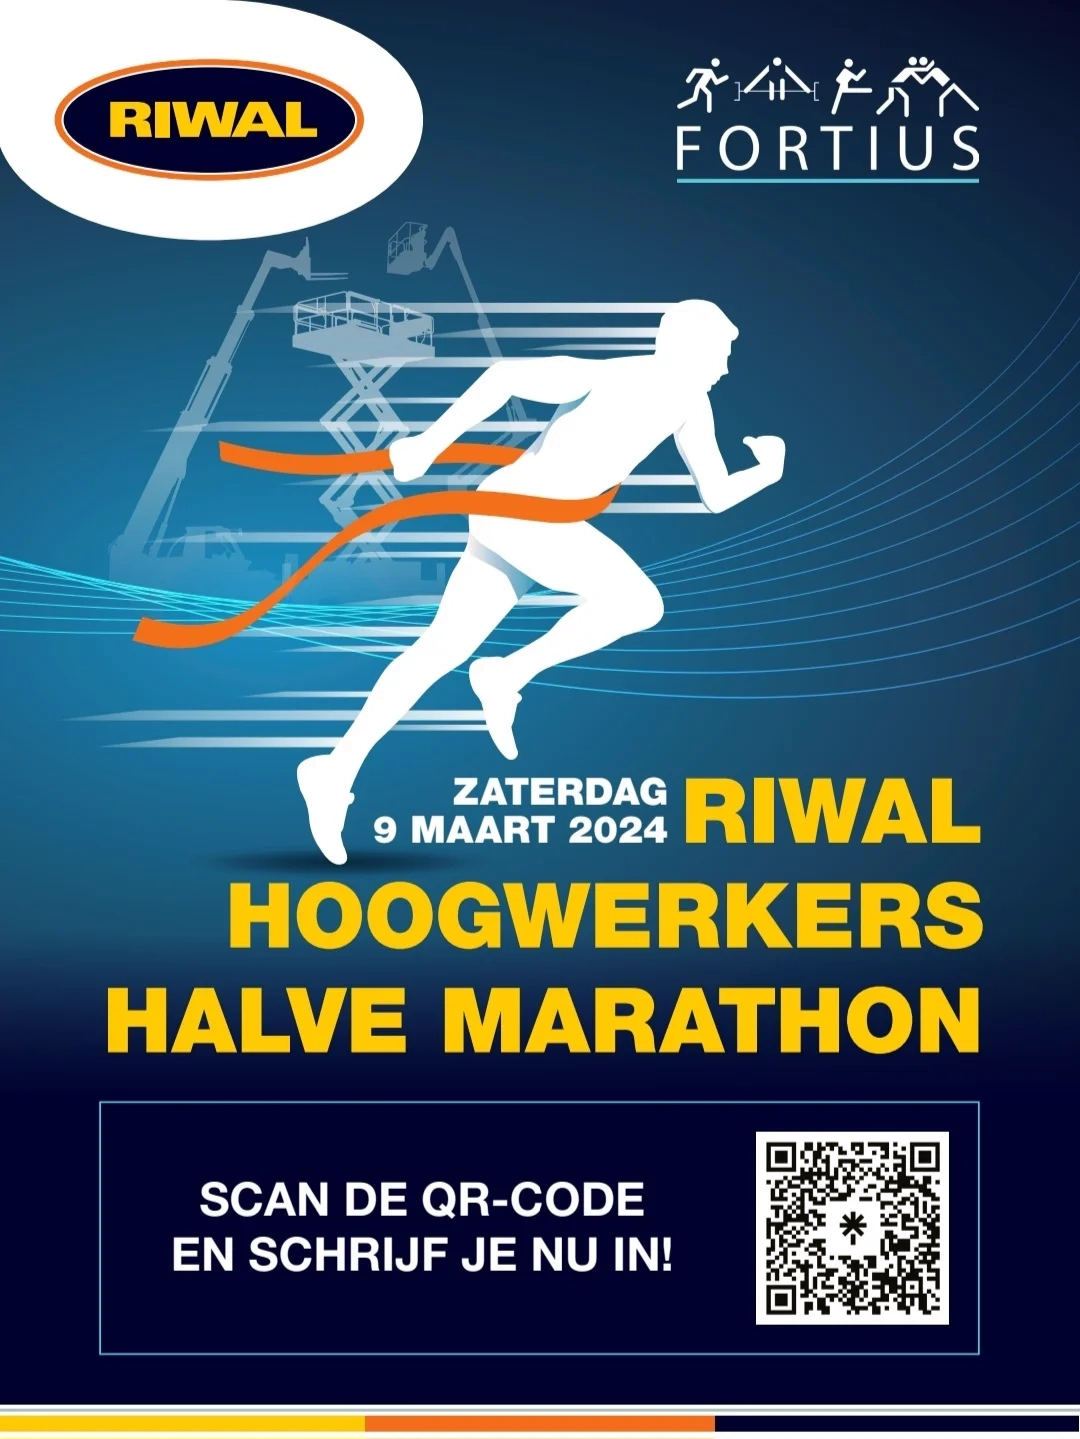 RIWAL
FORTIUS
ZATERDAG
9 MAART 2024
RIWAL
HOOGWERKERS
HALVE MARATHON
SCAN DE QR-CODE
EN SCHRIJF JE NU IN!